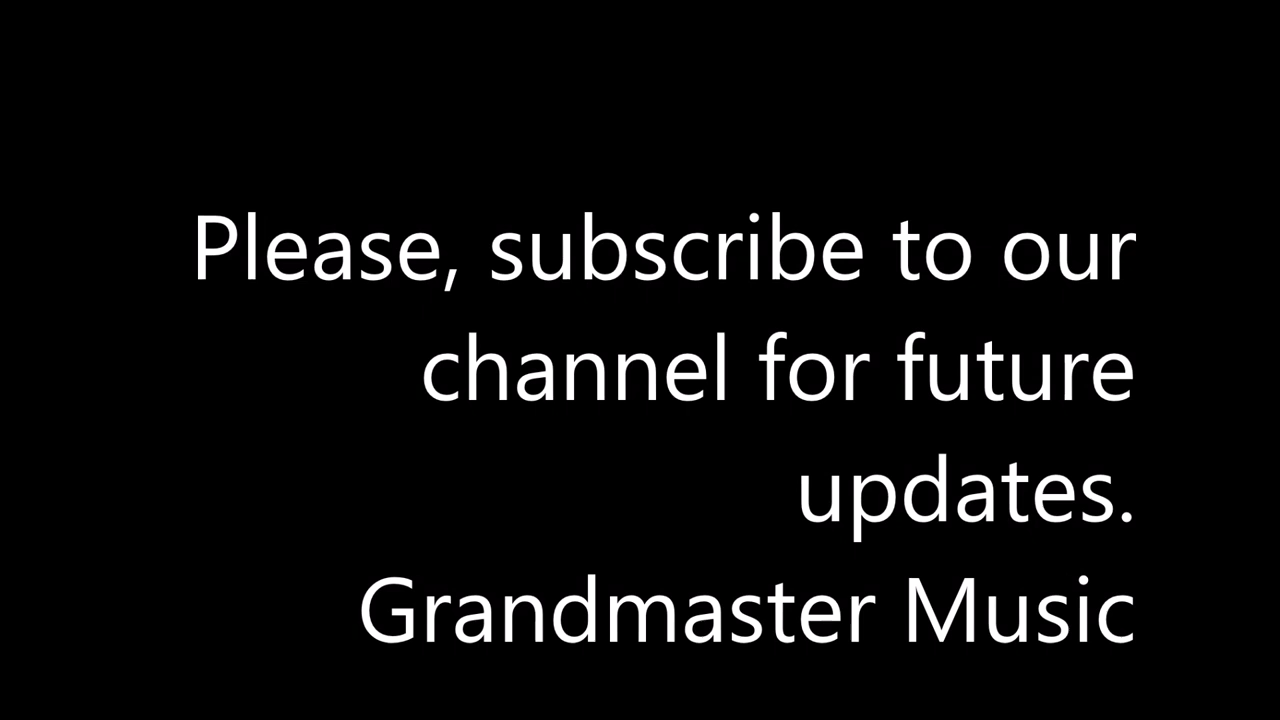 Please, subscribe to our
channel for future
updates.
Grandmaster Music